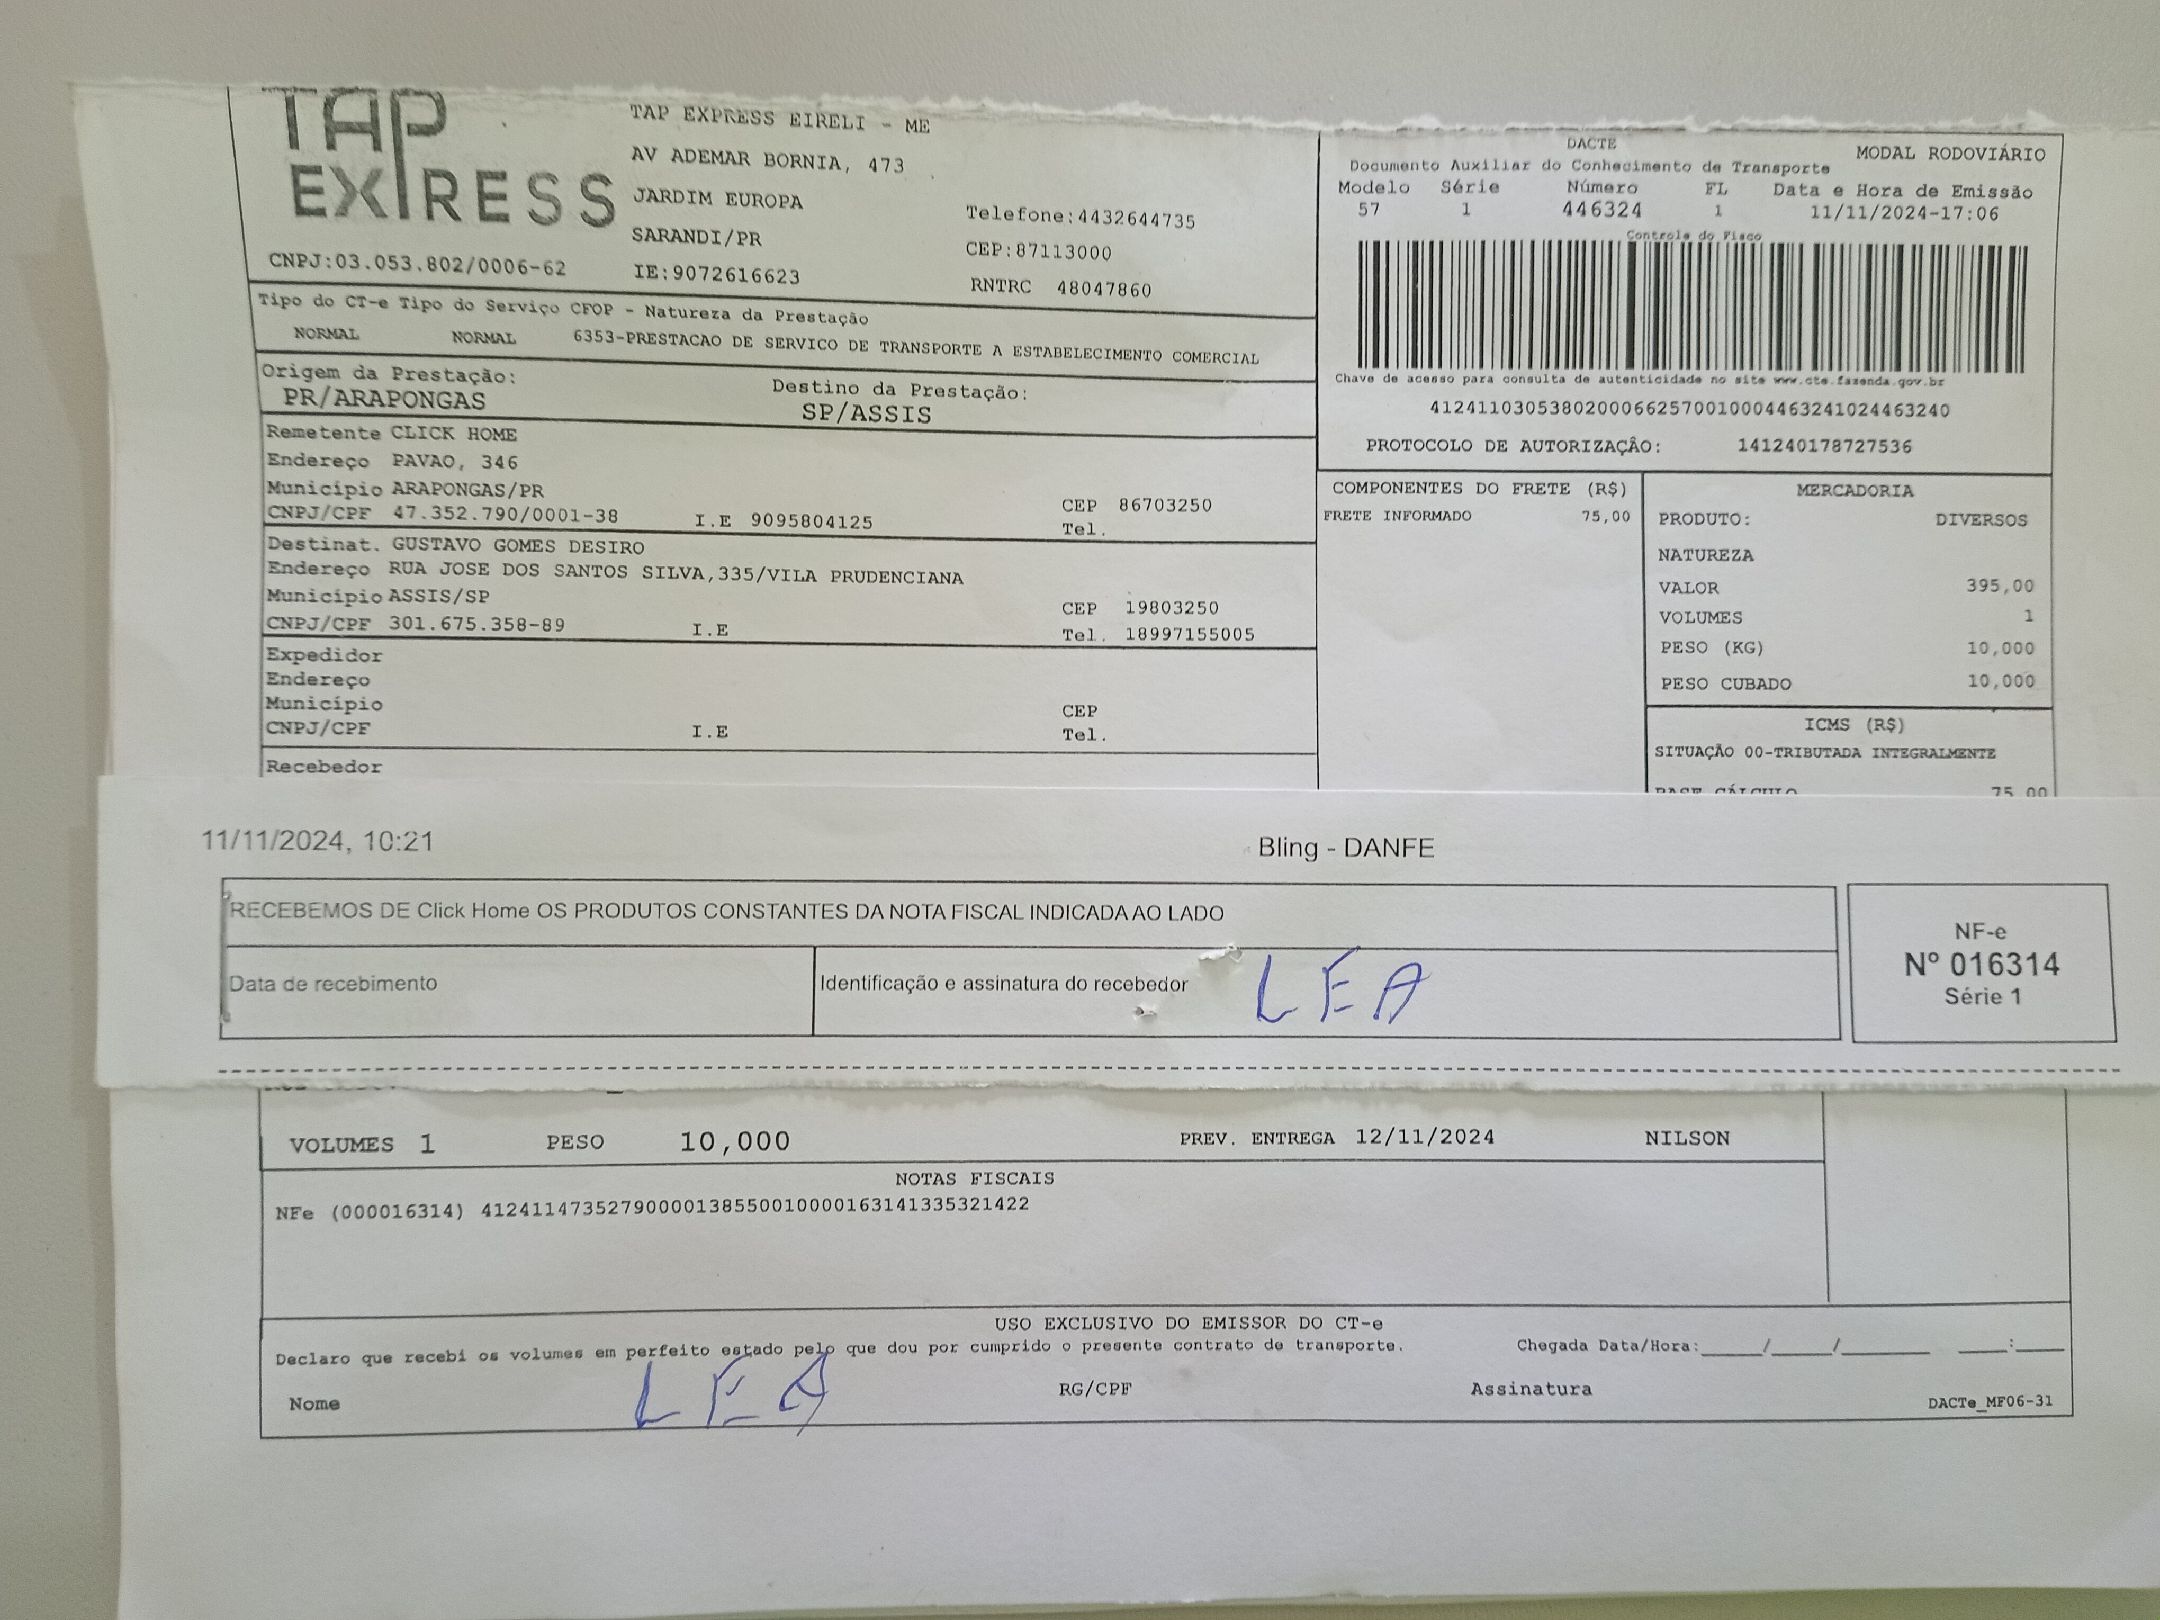 TAP EXPRESS
TAP EXPRESS EIRELI - ME
AV ADEMAR BORNIA, 473
JARDIM EUROPA
SARANDI/PR
IE:9072616623
Telefone:4432644735
CEP:87113000
RNTRC 48047860
CNPJ:03.053.802/0006-62
DACTE
MODAL RODOVIÁRIO
Documento Auxiliar do Conhecimento de Transporte
Modelo Série Número FL Data e Hora de Emissão
57 1 446324 1 11/11/2024-17:06
Controle do Fisco
Chave de acesso para consulta de autenticidade no site www.cte.fazenda.gov.br
41241103053802000662570010004463241024463240
PROTOCOLO DE AUTORIZAÇÃO: 141240178727536
Tipo do CT-e Tipo do Serviço CFOP - Natureza da Prestação
NORMAL NORMAL 6353-PRESTACAO DE SERVICO DE TRANSPORTE A ESTABELECIMENTO COMERCIAL
Origem da Prestação: Destino da Prestação:
PR/ARAPONGAS SP/ASSIS
Remetente CLICK HOME
Endereço PAVAO, 346
Município ARAPONGAS/PR CEP 86703250
CNPJ/CPF 47.352.790/0001-38 I.E 9095804125 Tel.
Destinat. GUSTAVO GOMES DESIRO
Endereço RUA JOSE DOS SANTOS SILVA,335/VILA PRUDENCIANA
Município ASSIS/SP CEP 19803250
CNPJ/CPF 301.675.358-89 I.E Tel. 18997155005
Expedidor
Endereço
Município CEP
CNPJ/CPF I.E Tel.
Recebedor
COMPONENTES DO FRETE (R$)
FRETE INFORMADO 75,00
MERCADORIA
PRODUTO: DIVERSOS
NATUREZA
VALOR 395,00
VOLUMES 1
PESO (KG) 10,000
PESO CUBADO 10,000
ICMS (R$)
SITUAÇÃO 00-TRIBUTADA INTEGRALMENTE
BASE CÁLCULO 75,00
11/11/2024, 10:21 Bling - DANFE
RECEBEMOS DE Click Home OS PRODUTOS CONSTANTES DA NOTA FISCAL INDICADA AO LADO
Data de recebimento
Identificação e assinatura do recebedor LEA
NF-e
Nº 016314
Série 1
VOLUMES 1 PESO 10,000 PREV. ENTREGA 12/11/2024 NILSON
NOTAS FISCAIS
NFe (000016314) 41241147352790000138550010000163141335321422
USO EXCLUSIVO DO EMISSOR DO CT-e
Declaro que recebi os volumes em perfeito estado pelo que dou por cumprido o presente contrato de transporte. Chegada Data/Hora:_____/_____/_______ ____:____
Nome LEA RG/CPF Assinatura
DACTe_MF06-31